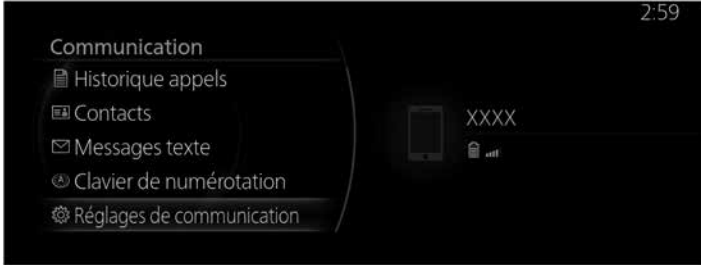 2:59
Communication
Historique appels
Contacts
Messages texte
Clavier de numérotation
Réglages de communication
XXXX